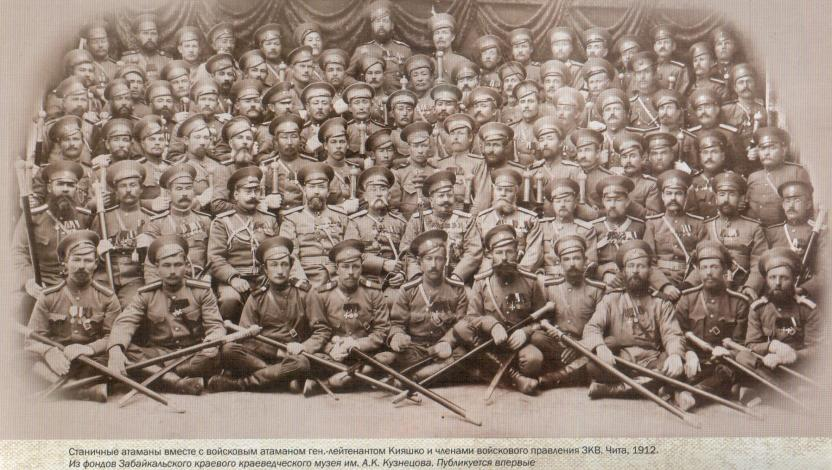 Станичные атаманы вместе с войсковым атаманом ген.-лейтенантом Кияшко и членами войскового правления ЗКВ. Чита, 1912.
Из фондов Забайкальского краевого краеведческого музея им. А.К. Кузнецова. Публикуется впервые